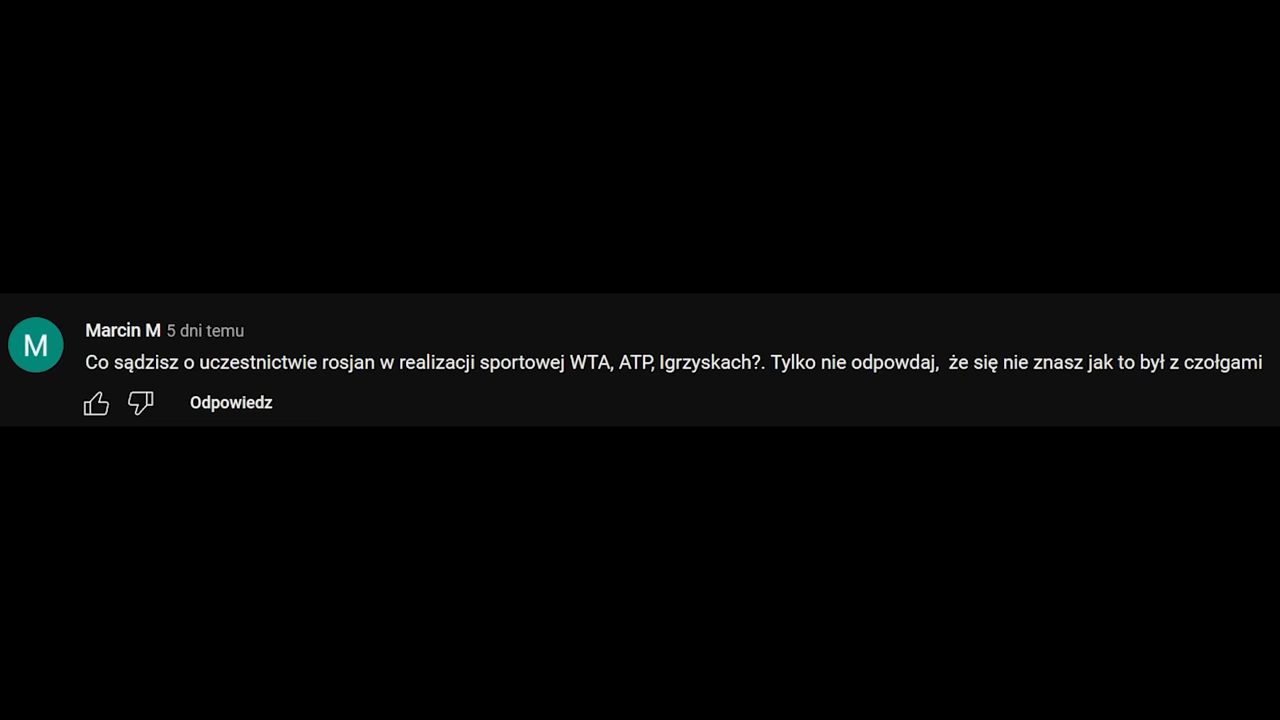 M
Marcin M 5 dni temu
Co sądzisz o uczestnictwie rosjan w realizacji sportowej WTA, ATP, Igrzyskach?. Tylko nie odpowdaj,  że się nie znasz jak to był z czołgami
Odpowiedz